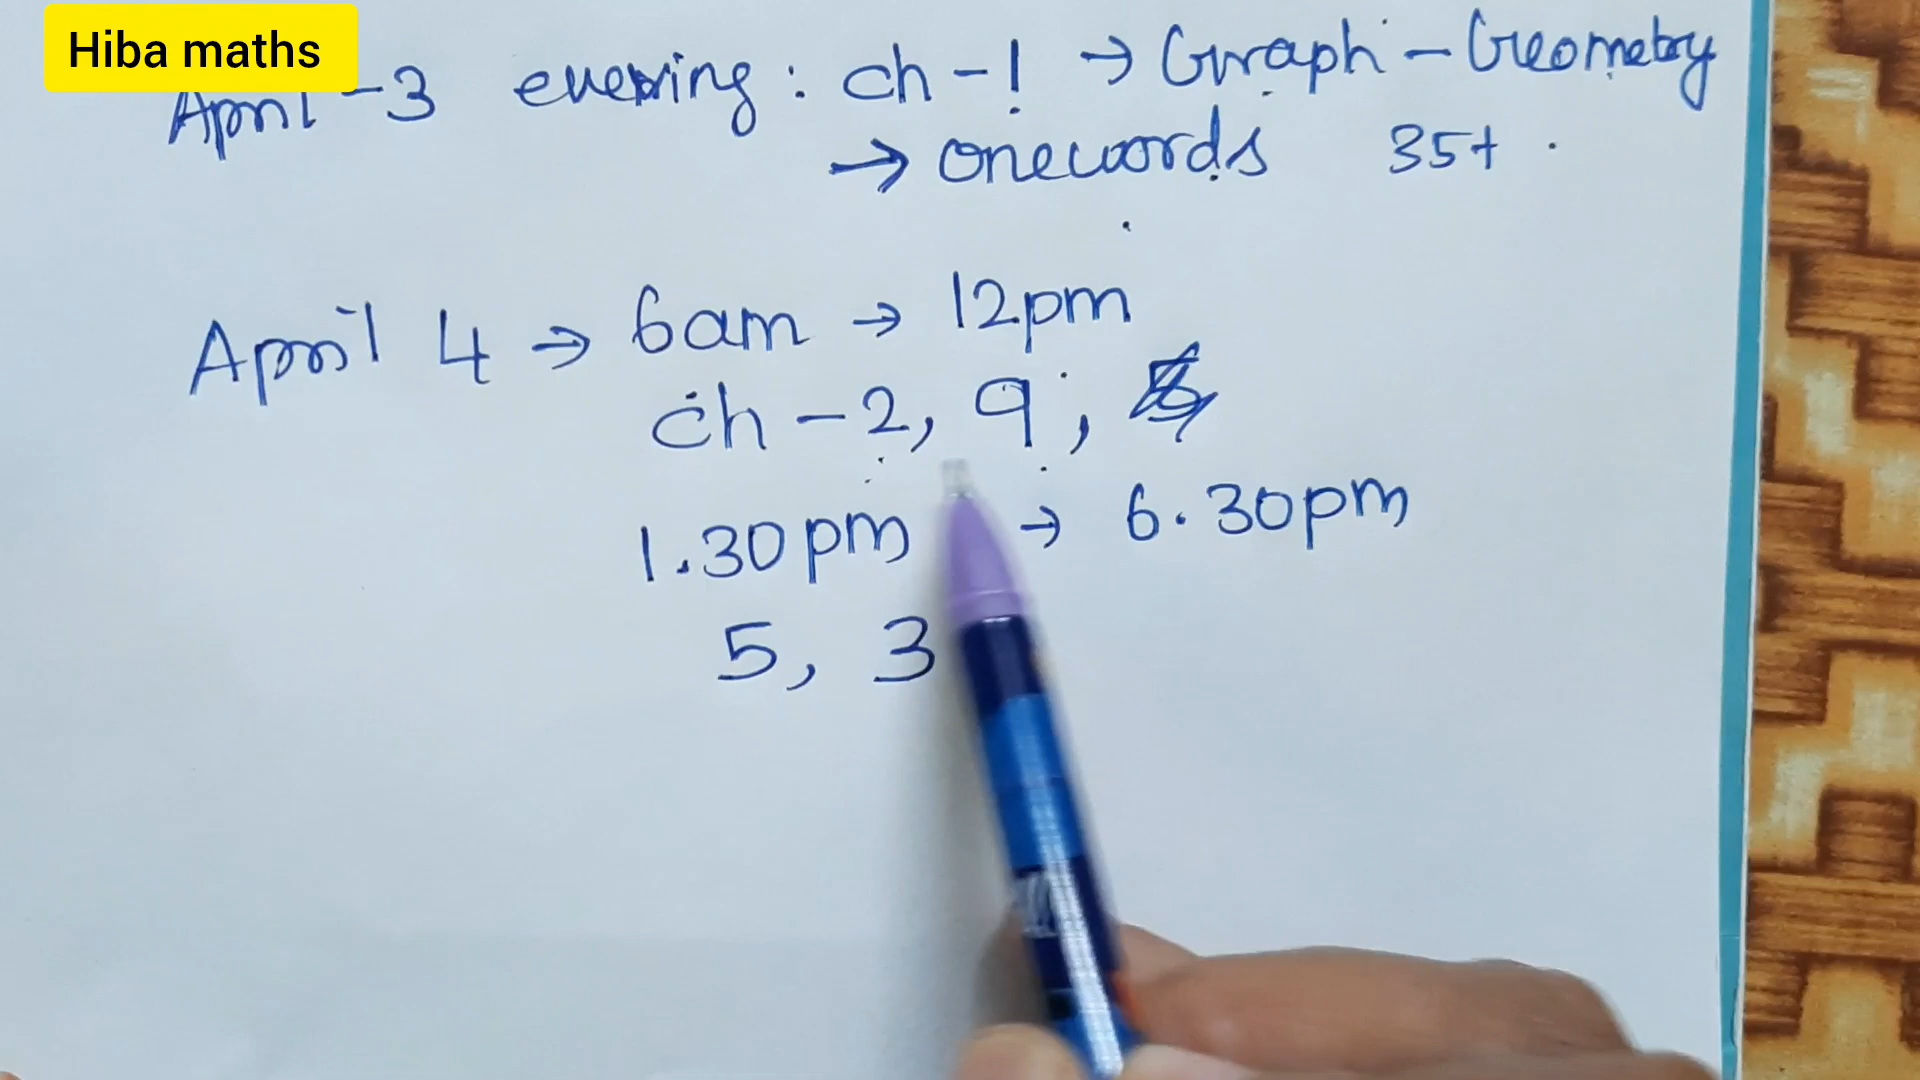 Hiba maths
April - 3 evening : ch - 1 → Graph - Geometry
→ onewords 35+
April 4 → 6am → 12pm
ch - 2, 9,
1.30pm → 6.30pm
5, 3